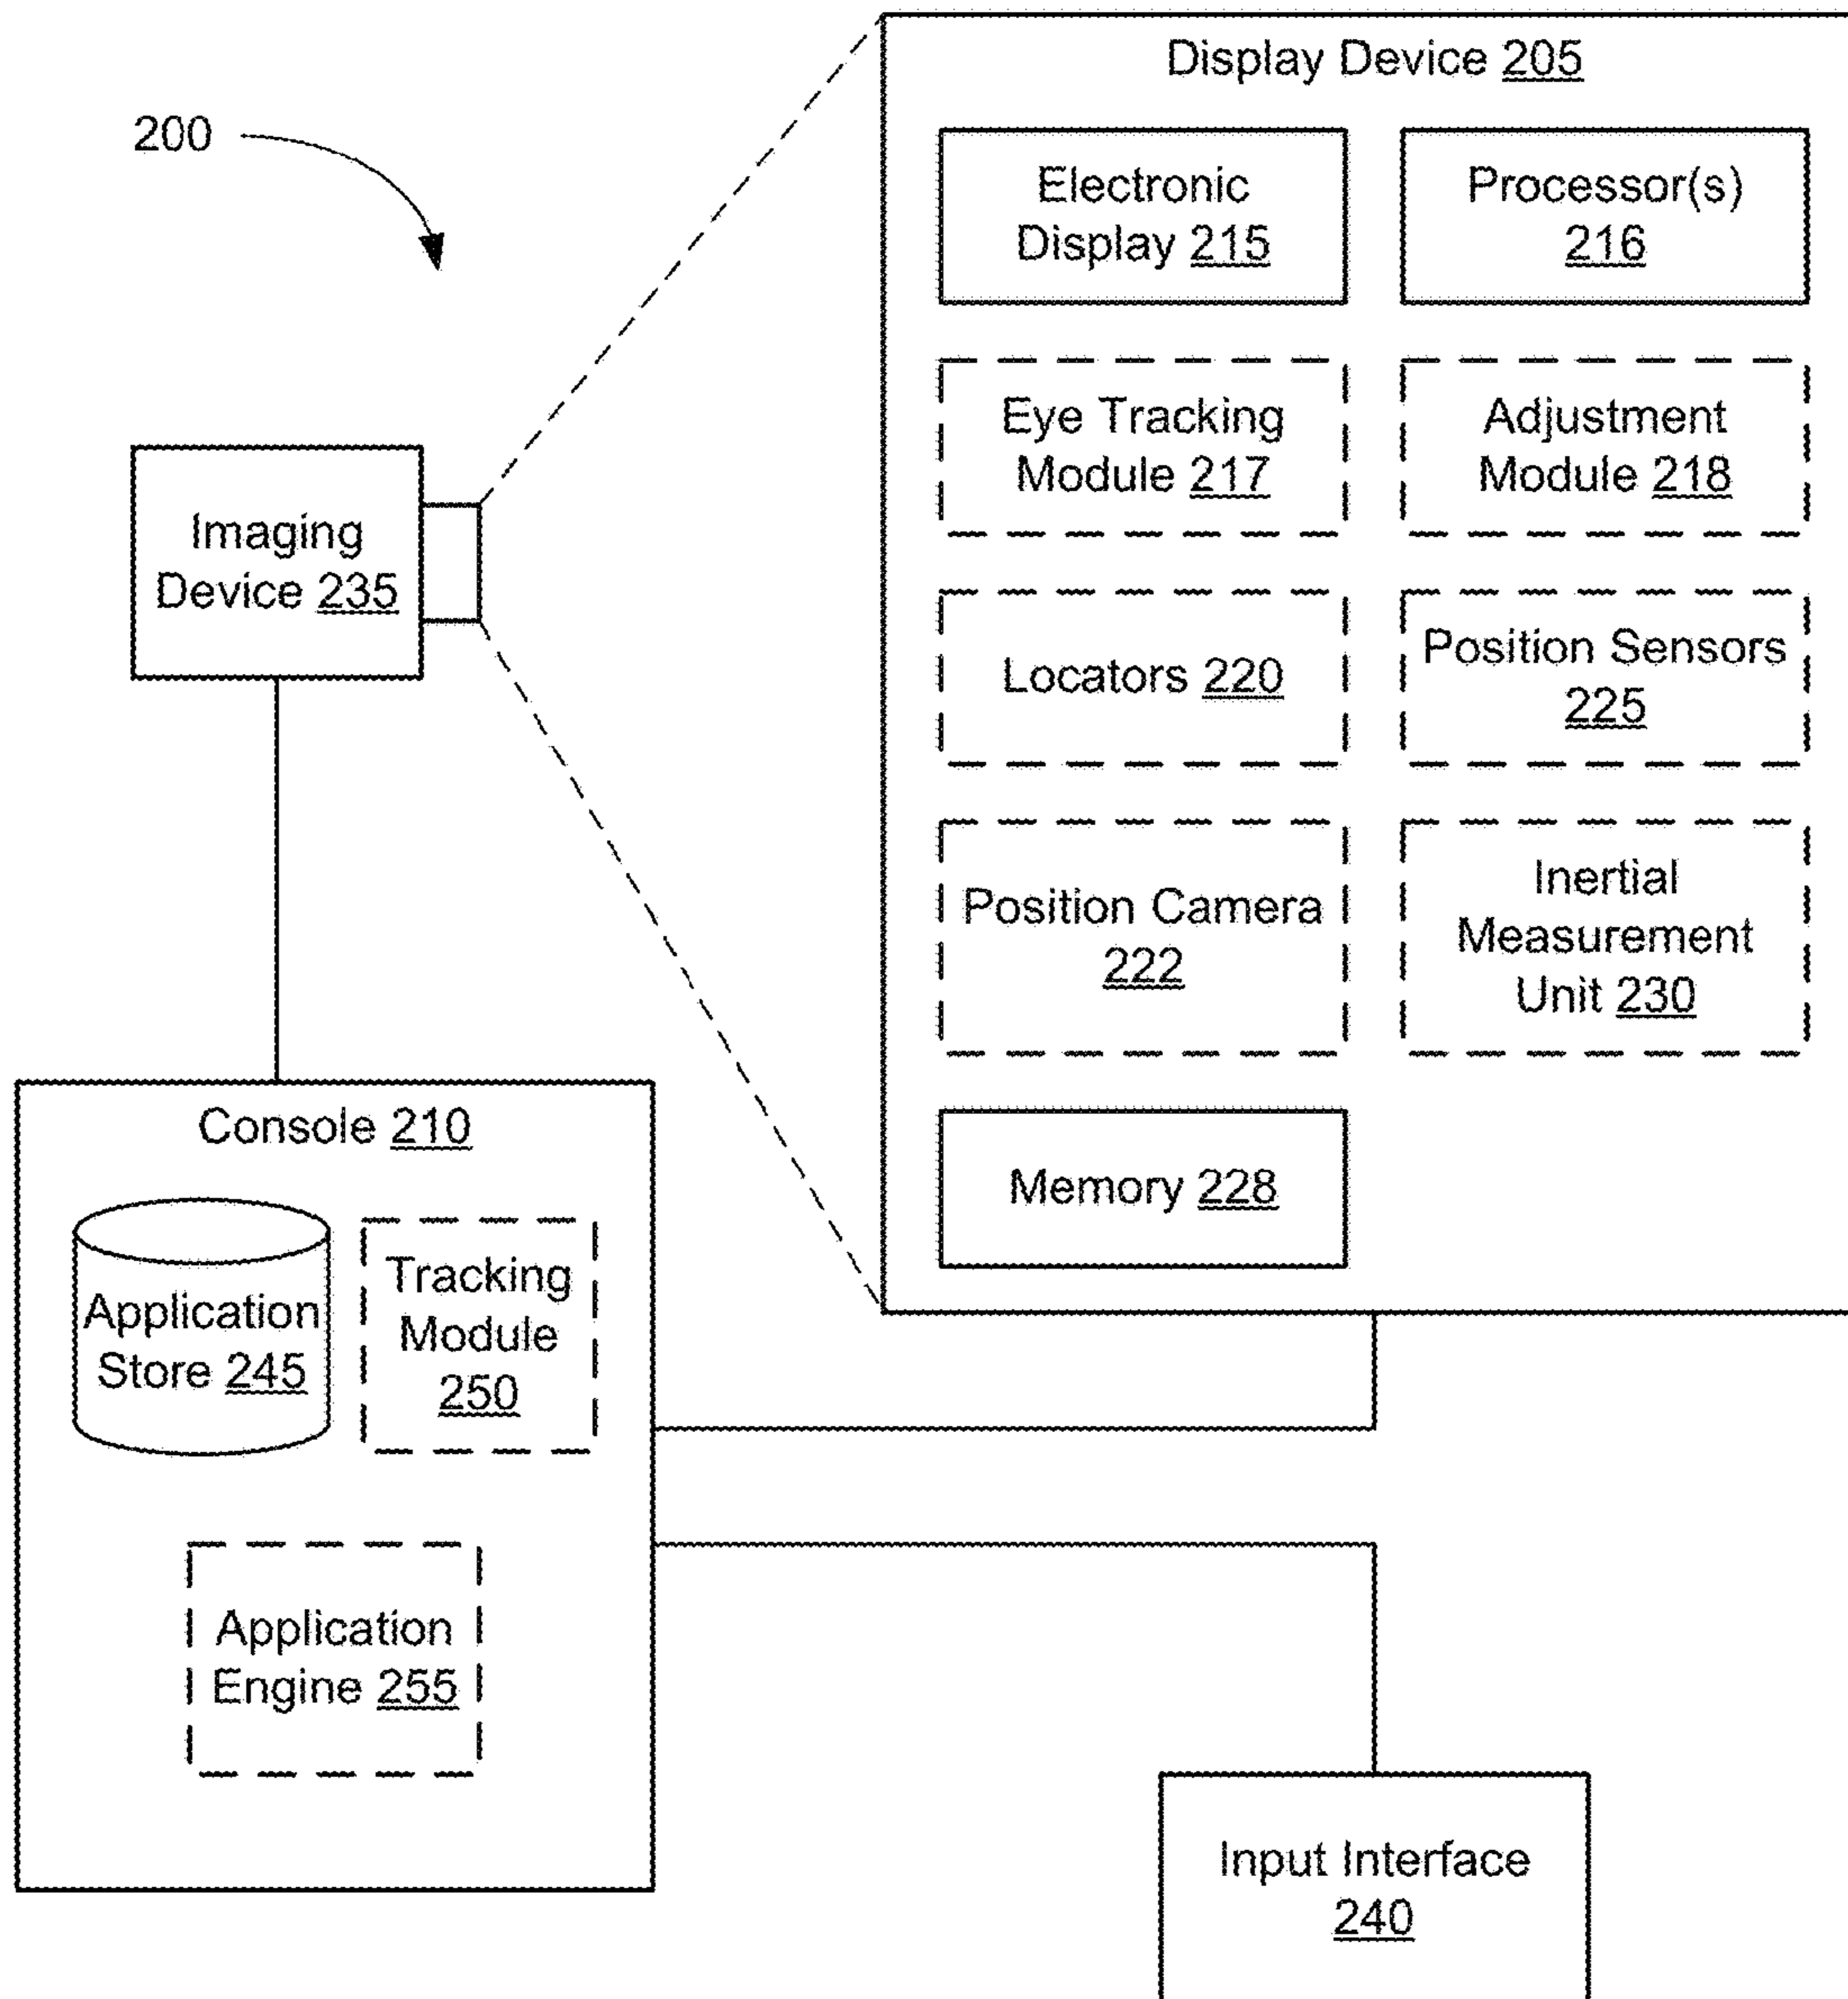 Display Device 205
200
Electronic
Display 215
Processor(s)
216
Eye Tracking
Module 217
Adjustment
Module 218
Imaging
Device 235
Locators 220
Position Sensors
225
Position Camera
222
Inertial
Measurement
Unit 230
Memory 228
Console 210
Application
Store 245
Tracking
Module
250
Application
Engine 255
Input Interface
240